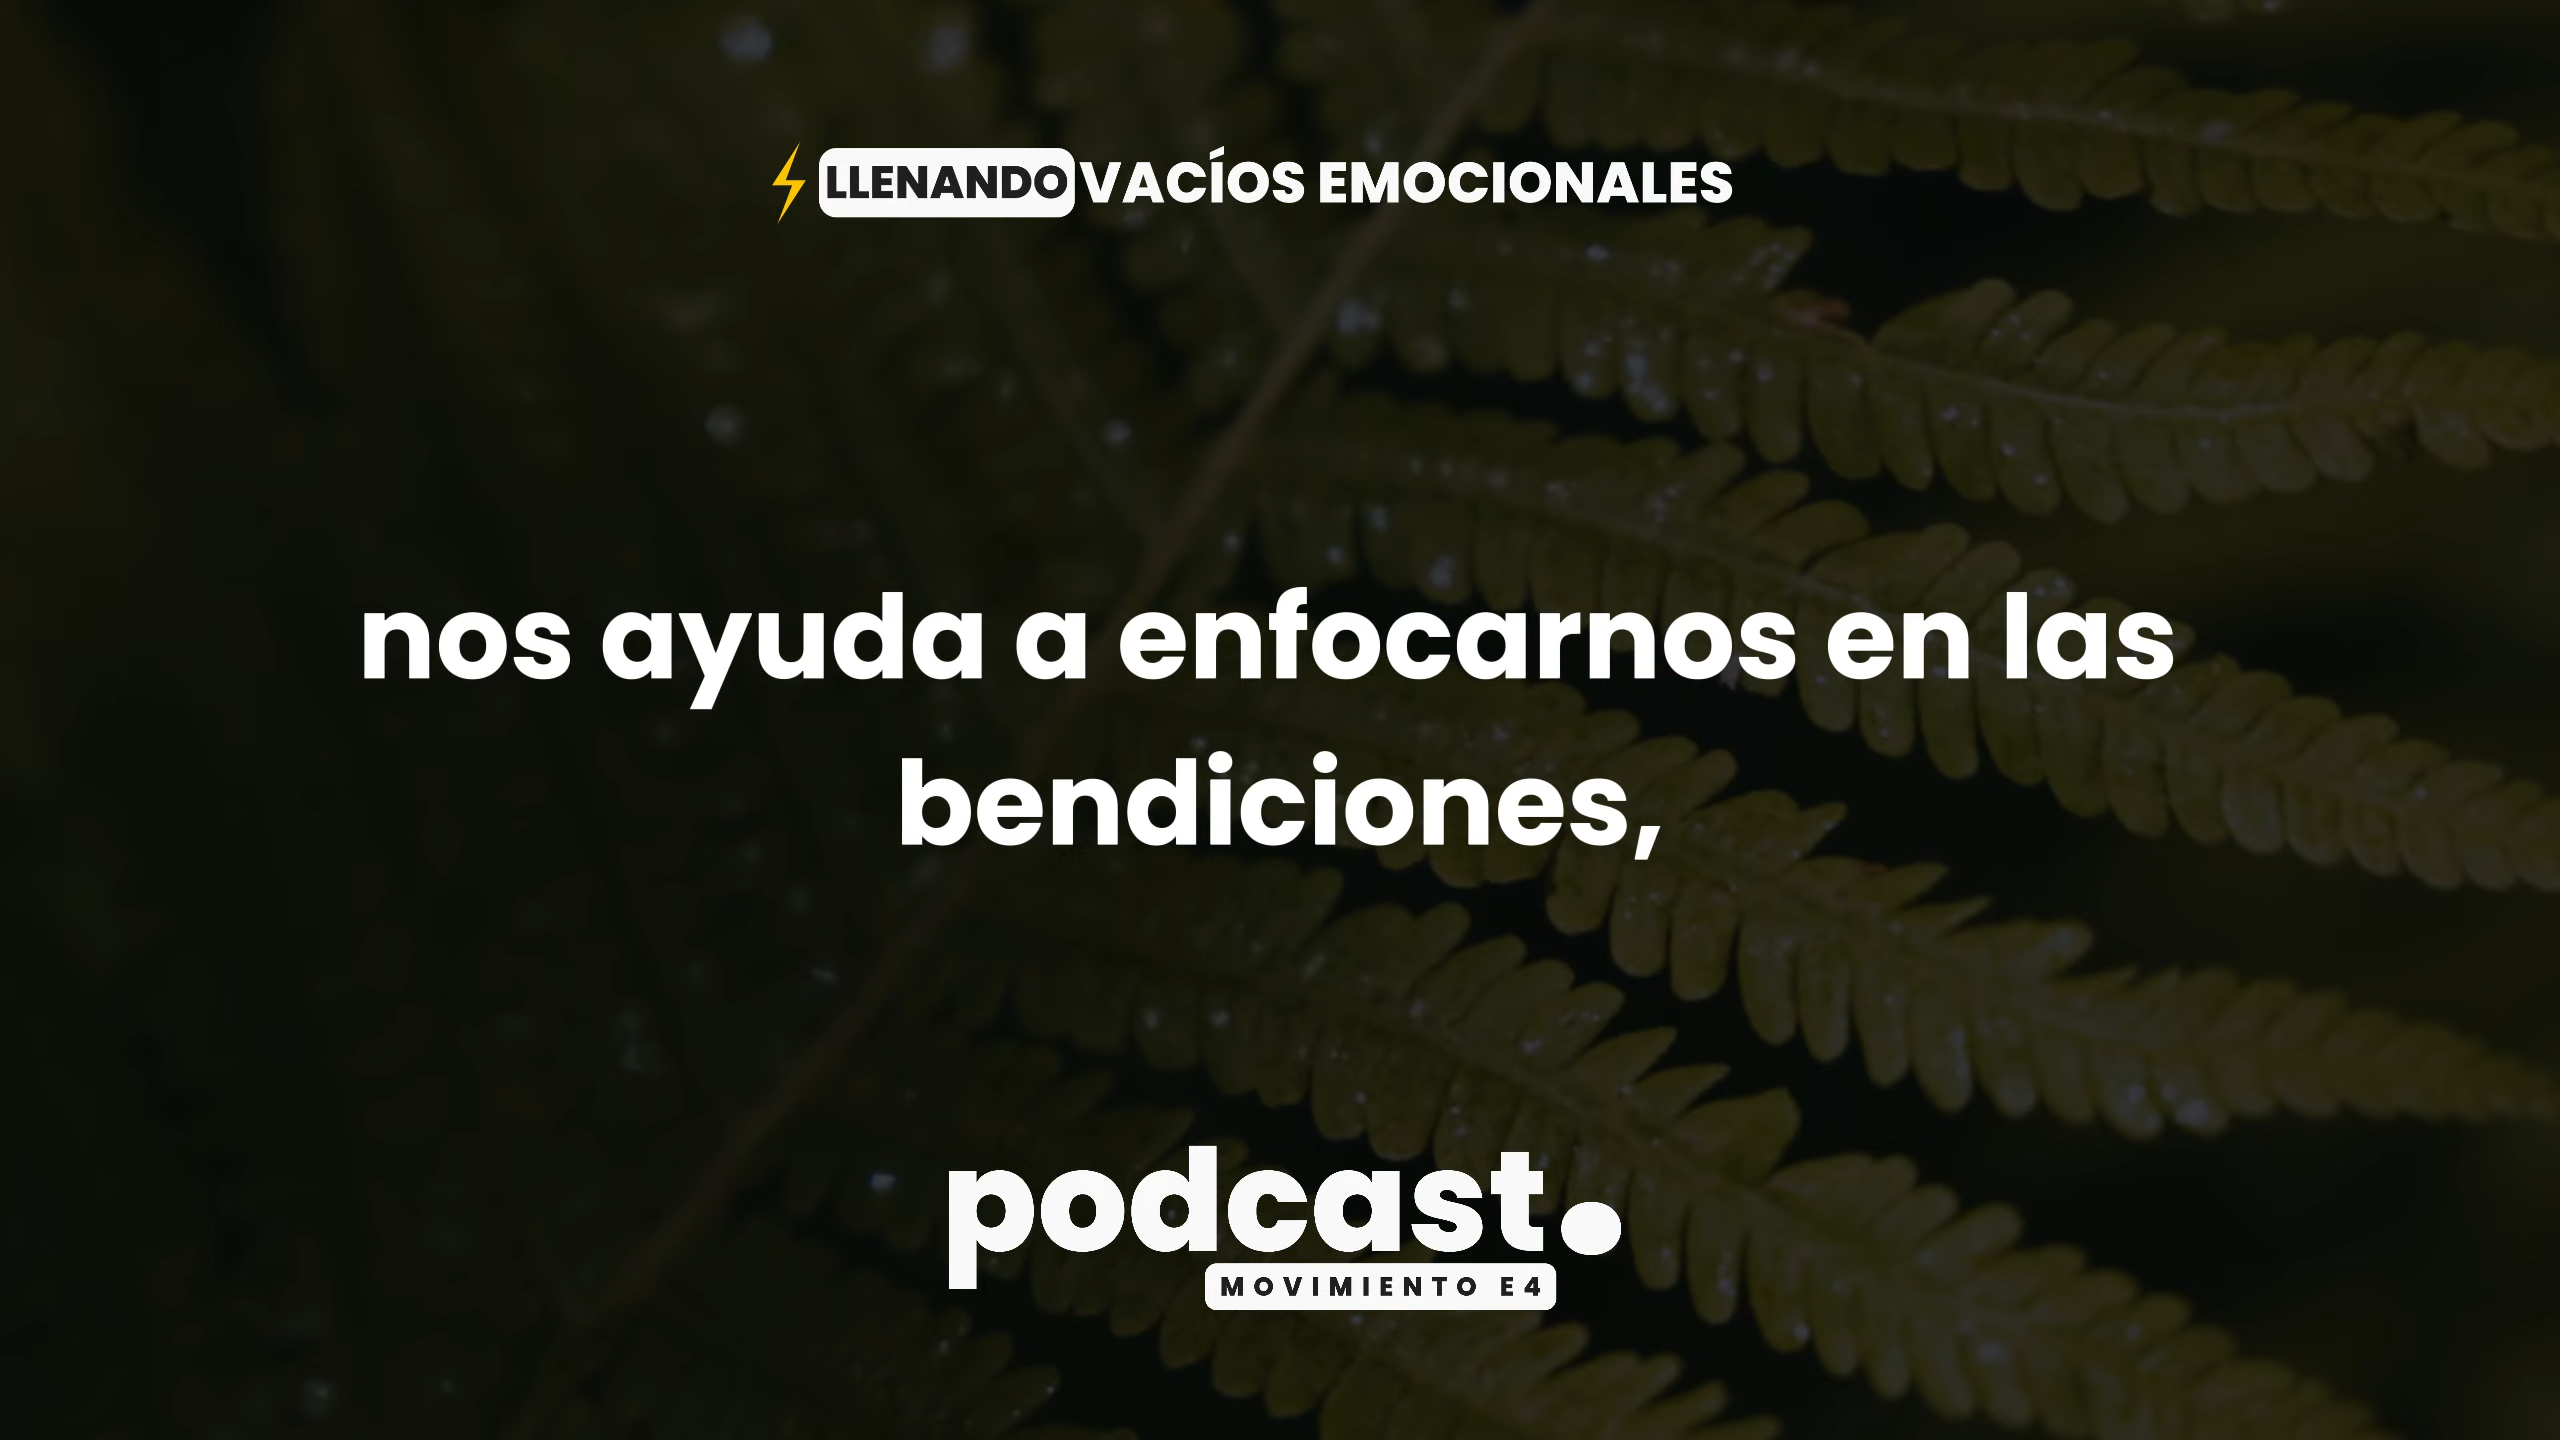 LLENANDO VACÍOS EMOCIONALES
nos ayuda a enfocarnos en las
bendiciones,
podcast.
MOVIMIENTO E4